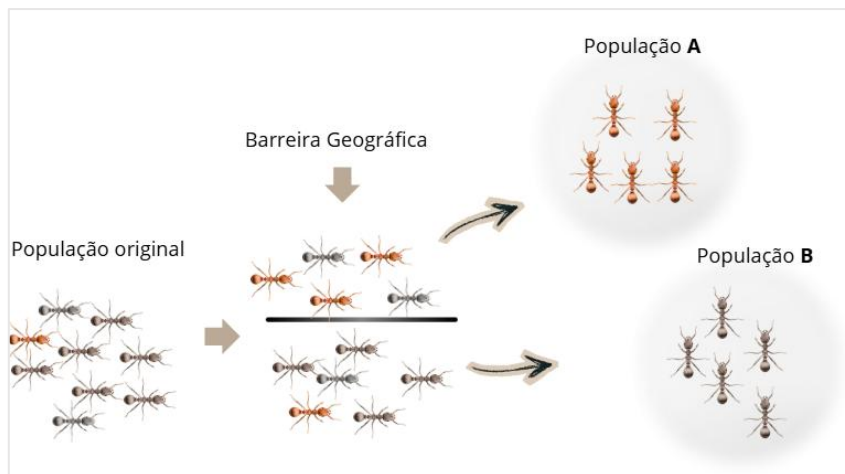 População A
Barreira Geográfica
População original
População B